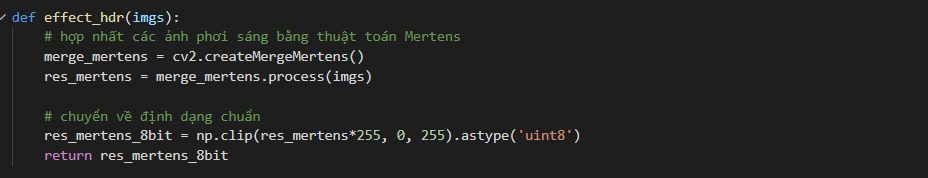 def effect_hdr(imgs):
# hợp nhất các ảnh phơi sáng bằng thuật toán Mertens
merge_mertens = cv2.createMergeMertens()
res_mertens = merge_mertens.process(imgs)
# chuyển về định dạng chuẩn
res_mertens_8bit = np.clip(res_mertens*255, 0, 255).astype('uint8')
return res_mertens_8bit